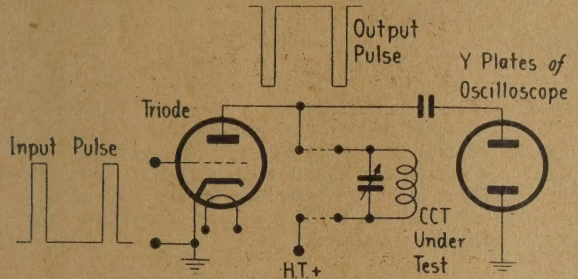 Output
Pulse
Y Plates of
Oscilloscope
Triode
Input Pulse
CCT
Under
Test
H.T.+